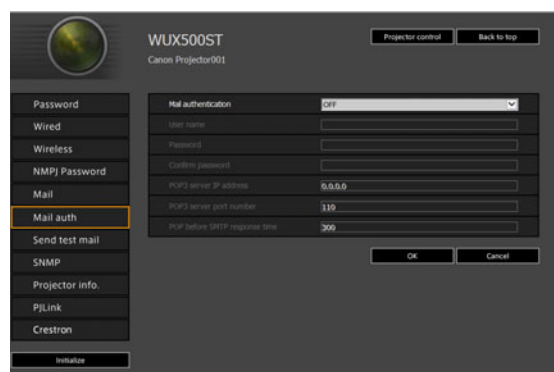 WUX500ST
Canon Projector001
Projector control
Back to top
Password
Wired
Wireless
NMPJ Password
Mail
Mail auth
Send test mail
SNMP
Projector info.
PJLink
Crestron
Initialize
Mail authentication OFF
User name
Password
Confirm password
POP3 server IP address 0.0.0.0
POP3 server port number 110
POP before SMTP response time 300
OK
Cancel